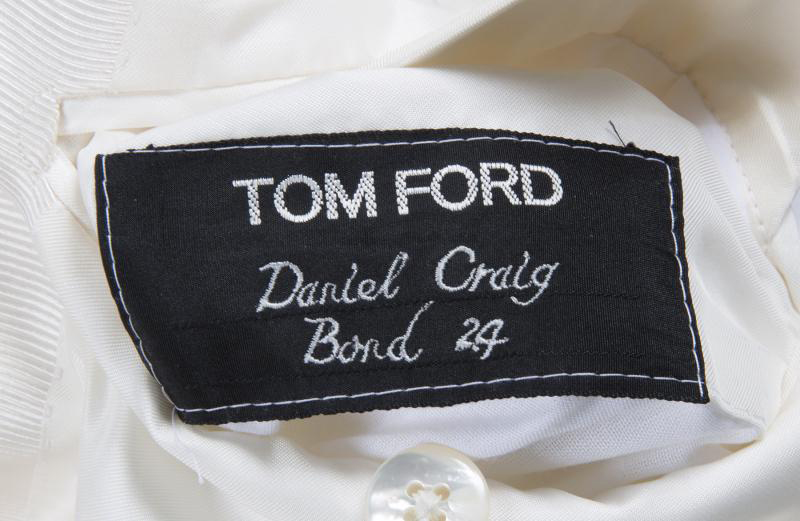 TOM FORD
Daniel Craig
Bond 24